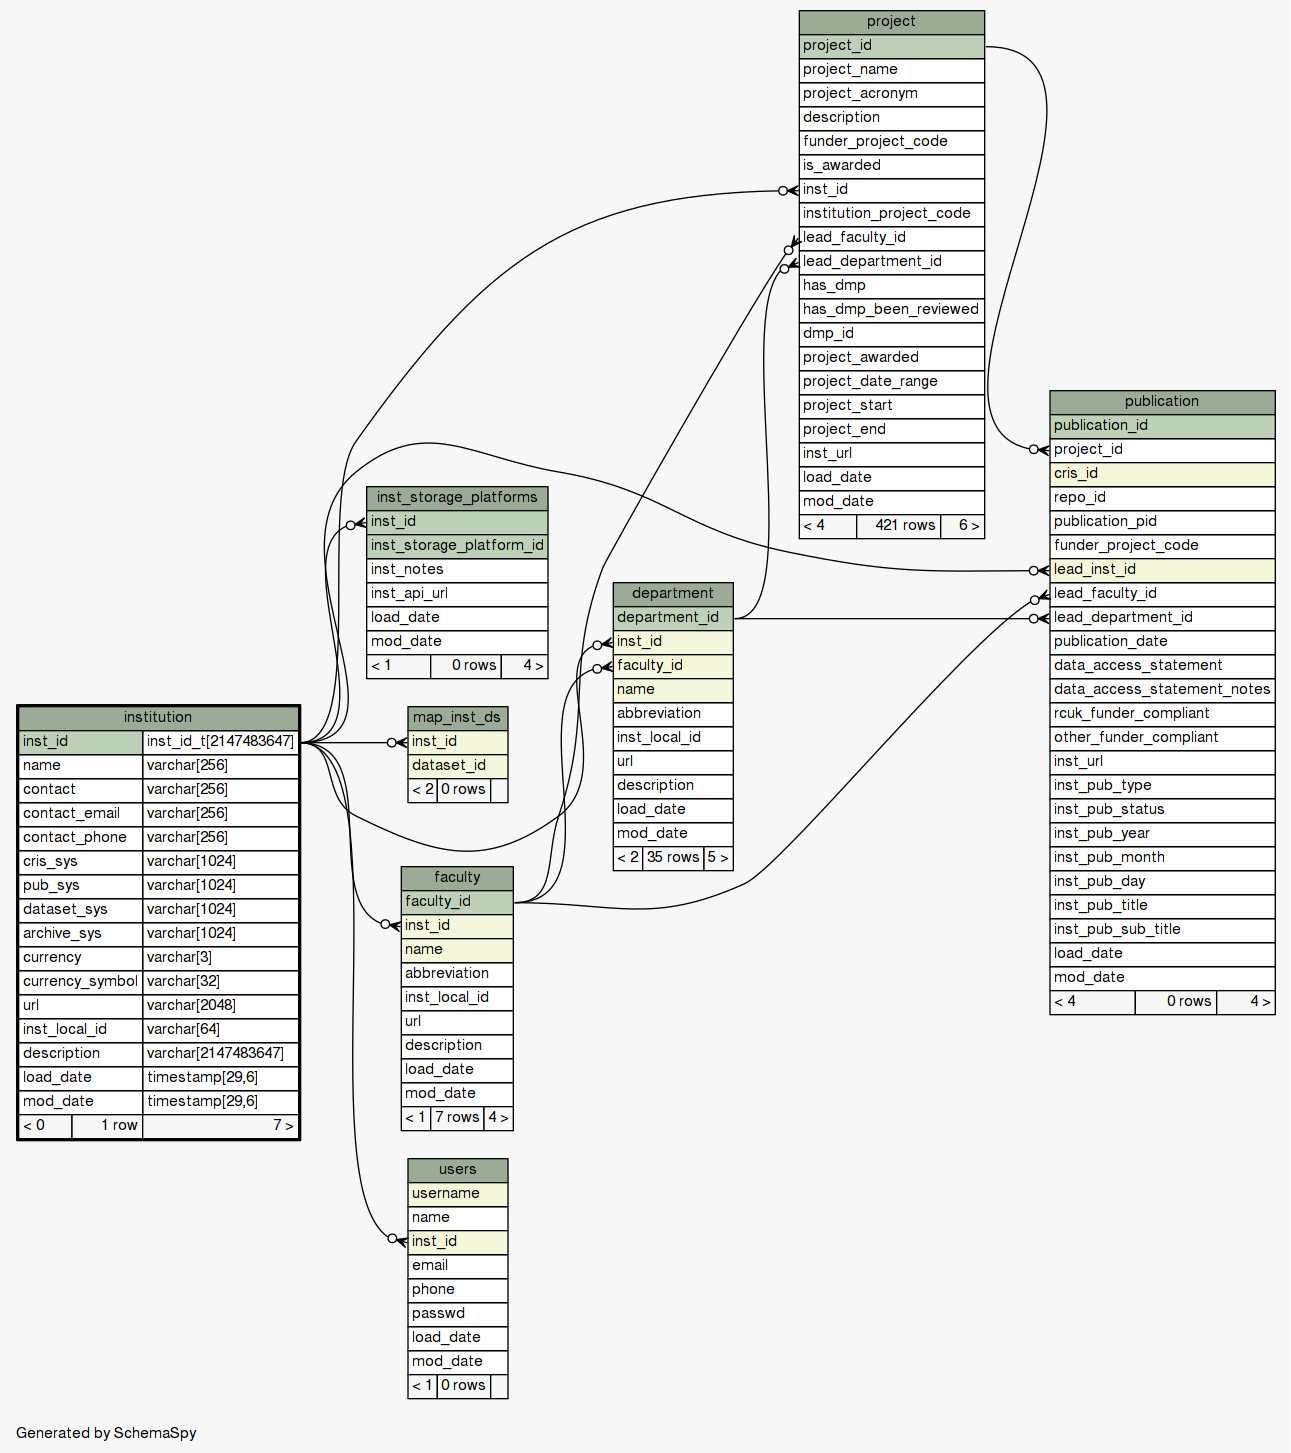 project
project_id
project_name
project_acronym
description
funder_project_code
is_awarded
inst_id
institution_project_code
lead_faculty_id
lead_department_id
has_dmp
has_dmp_been_reviewed
dmp_id
project_awarded
project_date_range
project_start
project_end
inst_url
load_date
mod_date
< 4 421 rows 6 >
publication
publication_id
project_id
cris_id
repo_id
publication_pid
funder_project_code
lead_inst_id
lead_faculty_id
lead_department_id
publication_date
data_access_statement
data_access_statement_notes
rcuk_funder_compliant
other_funder_compliant
inst_url
inst_pub_type
inst_pub_status
inst_pub_year
inst_pub_month
inst_pub_day
inst_pub_title
inst_pub_sub_title
load_date
mod_date
< 4 0 rows 4 >
inst_storage_platforms
inst_id
inst_storage_platform_id
inst_notes
inst_api_url
load_date
mod_date
< 1 0 rows 4 >
department
department_id
inst_id
faculty_id
name
abbreviation
inst_local_id
url
description
load_date
mod_date
< 2 35 rows 5 >
institution
inst_id inst_id_t[2147483647]
name varchar[256]
contact varchar[256]
contact_email varchar[256]
contact_phone varchar[256]
cris_sys varchar[1024]
pub_sys varchar[1024]
dataset_sys varchar[1024]
archive_sys varchar[1024]
currency varchar[3]
currency_symbol varchar[32]
url varchar[2048]
inst_local_id varchar[64]
description varchar[2147483647]
load_date timestamp[29,6]
mod_date timestamp[29,6]
< 0 1 row 7 >
map_inst_ds
inst_id
dataset_id
< 2 0 rows
faculty
faculty_id
inst_id
name
abbreviation
inst_local_id
url
description
load_date
mod_date
< 1 7 rows 4 >
users
username
name
inst_id
email
phone
passwd
load_date
mod_date
< 1 0 rows
Generated by SchemaSpy